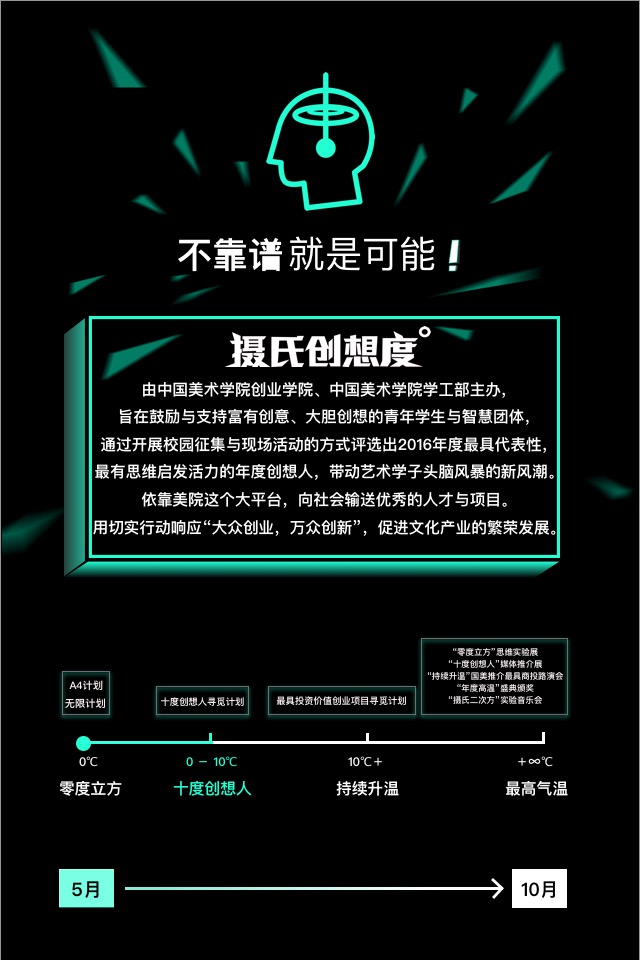 不靠谱就是可能!
摄氏创想度°
由中国美术学院创业学院、中国美术学院学工部主办，
旨在鼓励与支持富有创意、大胆创想的青年学生与智慧团体，
通过开展校园征集与现场活动的方式评选出2016年度最具代表性，
最有思维启发活力的年度创想人，带动艺术学子头脑风暴的新风潮。
依靠美院这个大平台，向社会输送优秀的人才与项目。
用切实行动响应“大众创业，万众创新”，促进文化产业的繁荣发展。
“零度立方”思维实验展
“十度创想人”媒体推介展
“持续升温”国美推介最具商投路演会
“年度高温”盛典颁奖
“摄氏二次方”实验音乐会
A4计划
无限计划
十度创想人寻觅计划
最具投资价值创业项目寻觅计划
0℃
0 － 10℃
10℃＋
＋∞℃
零度立方
十度创想人
持续升温
最高气温
5月
10月